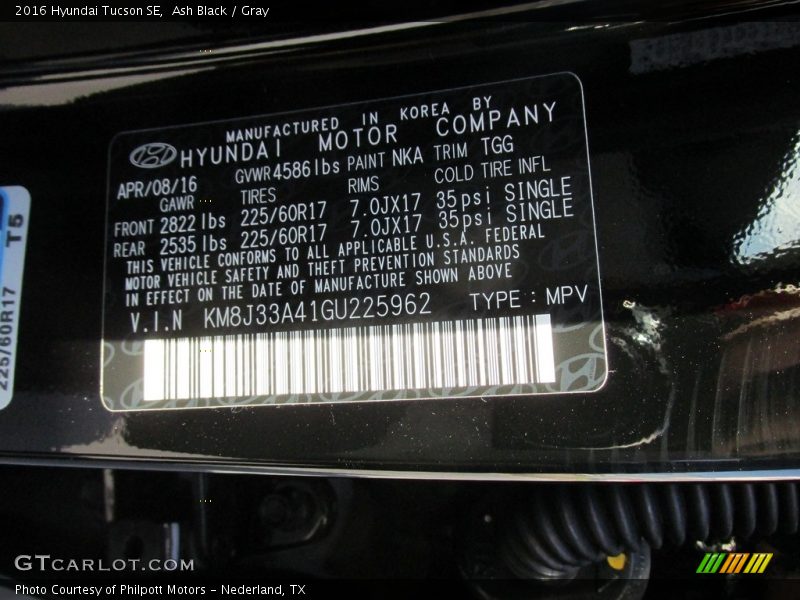 2016 Hyundai Tucson SE,  Ash Black / Gray
MANUFACTURED IN KOREA BY
HYUNDAI MOTOR COMPANY
APR/08/16 GVWR 4586 lbs PAINT NKA TRIM TGG
GAWR TIRES RIMS COLD TIRE INFL
FRONT 2822 lbs 225/60R17 7.0JX17 35psi SINGLE
REAR 2535 lbs 225/60R17 7.0JX17 35psi SINGLE
THIS VEHICLE CONFORMS TO ALL APPLICABLE U.S.A. FEDERAL
MOTOR VEHICLE SAFETY AND THEFT PREVENTION STANDARDS
IN EFFECT ON THE DATE OF MANUFACTURE SHOWN ABOVE
V.I.N KM8J33A41GU225962 TYPE : MPV
T5
225/60R17
GTCARLOT.COM
Photo Courtesy of Philpott Motors – Nederland, TX